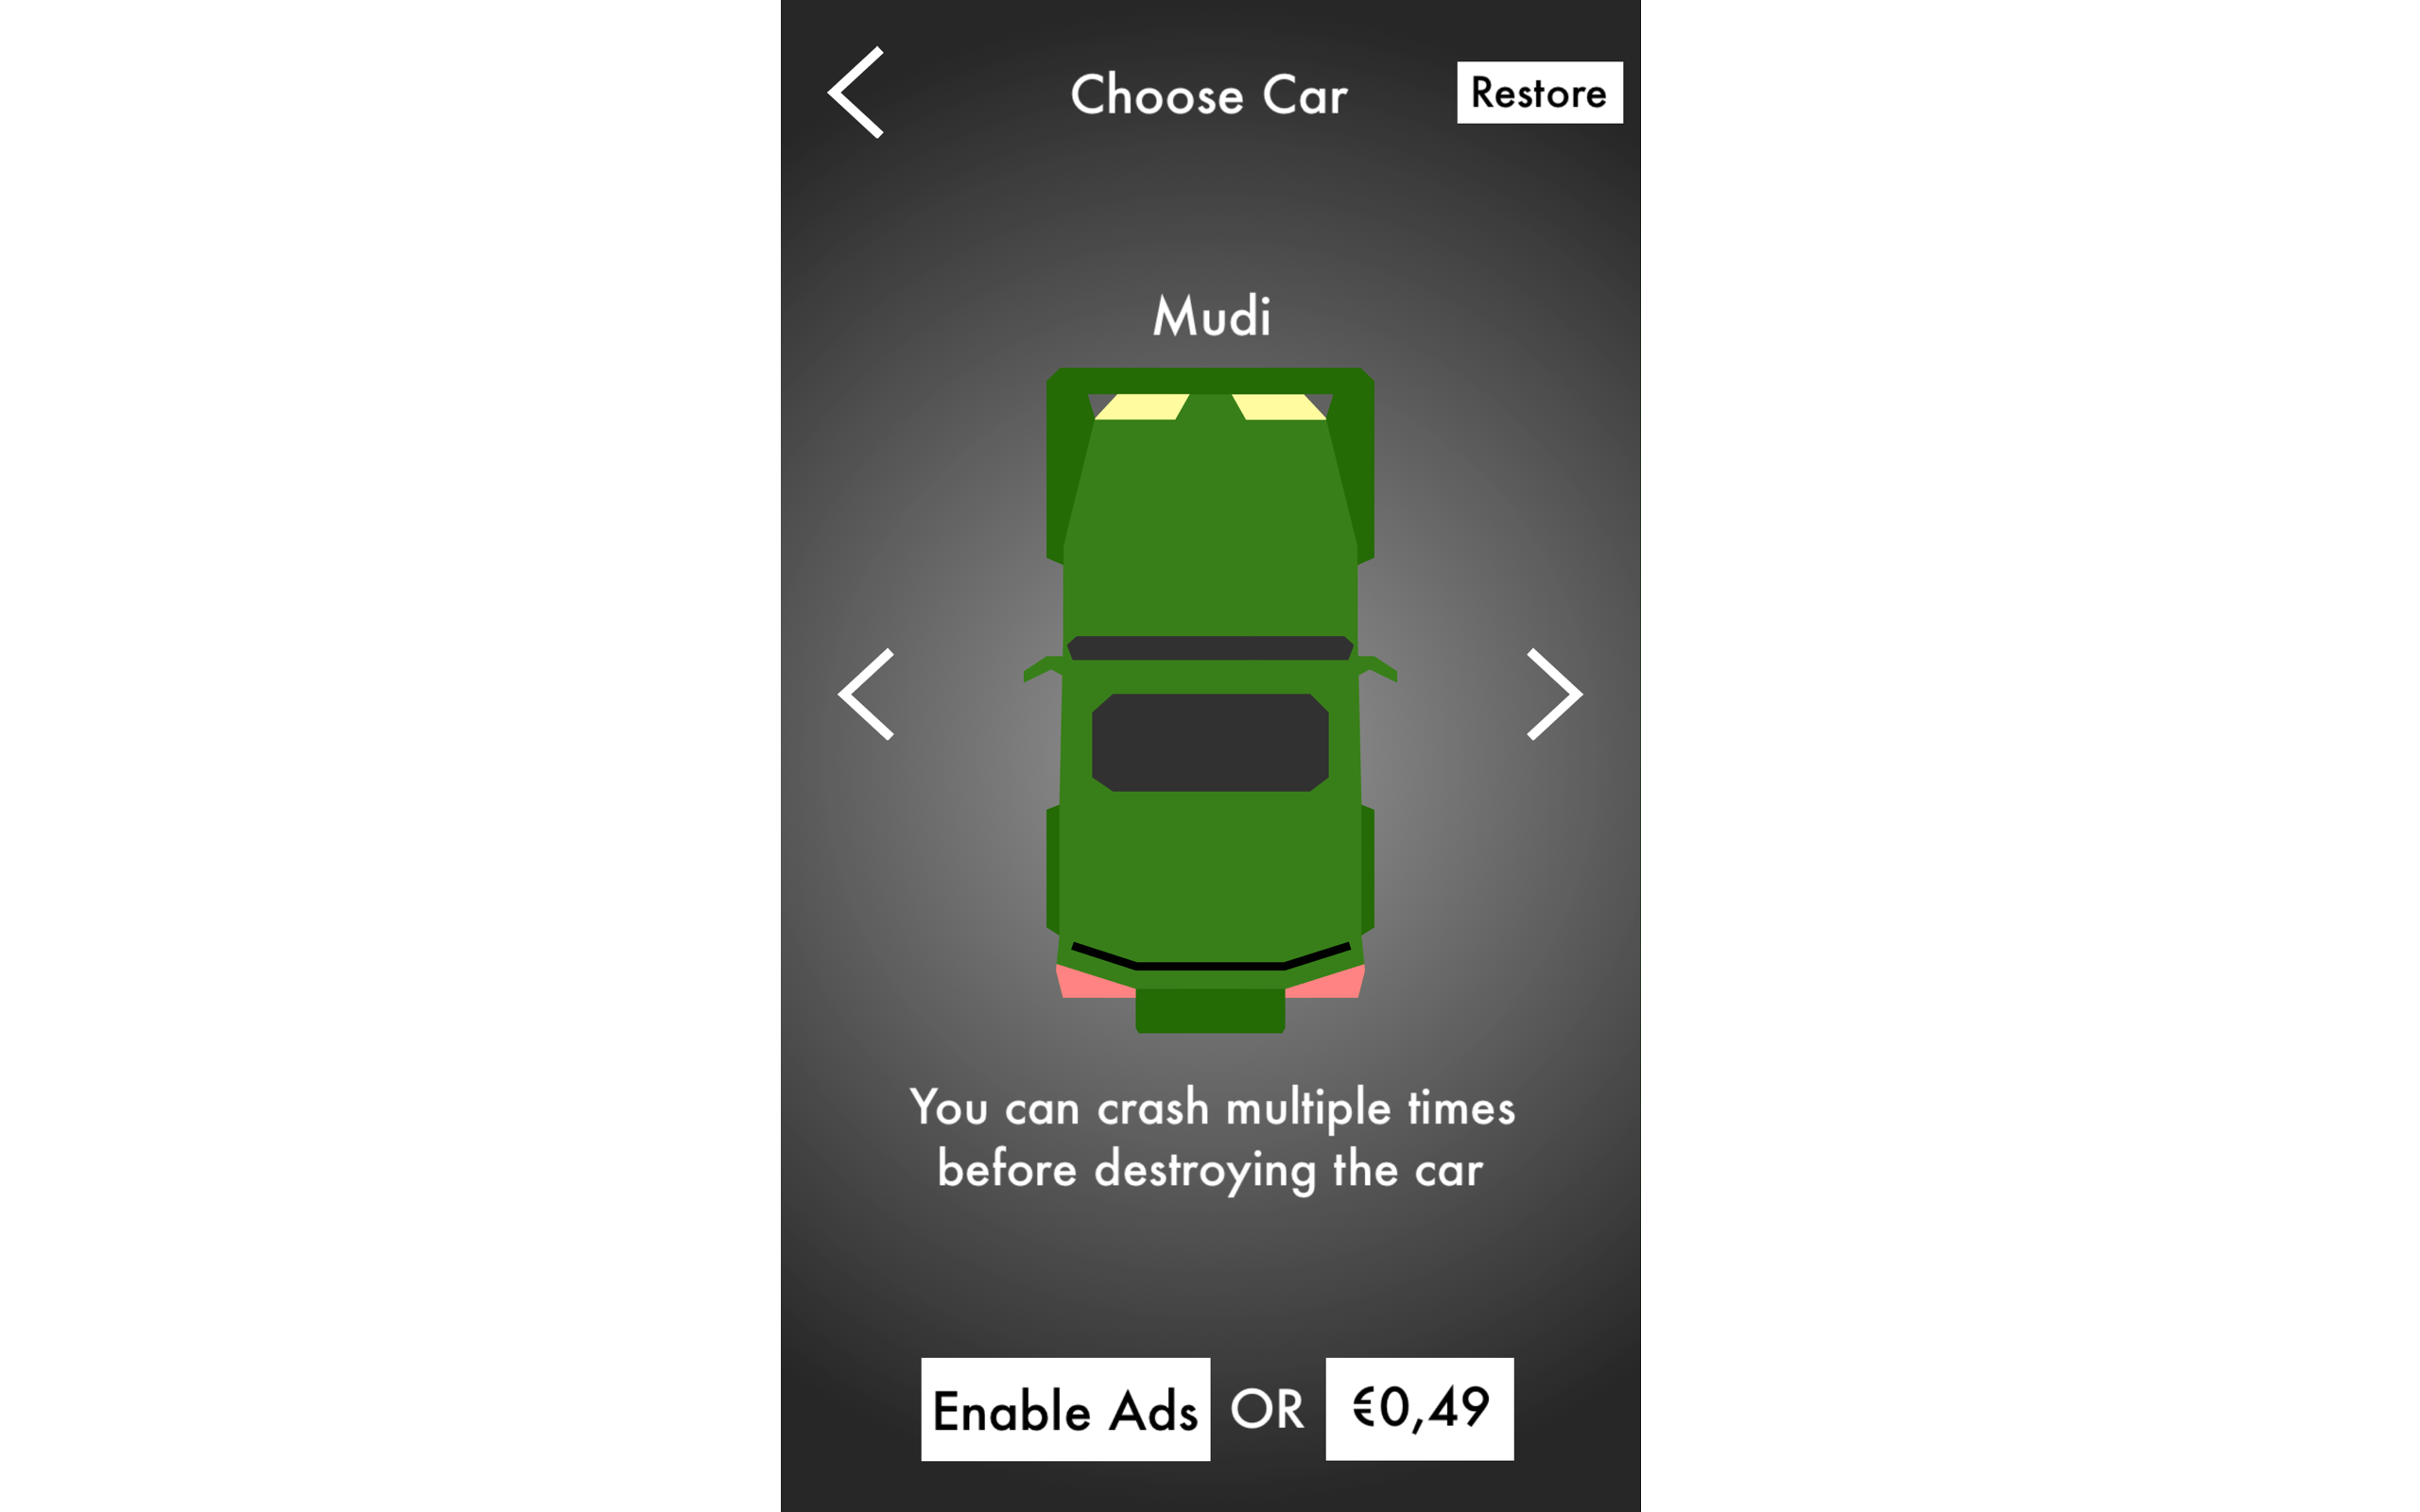 Choose Car
Restore
Mudi
You can crash multiple times
before destroying the car
Enable Ads OR €0,49